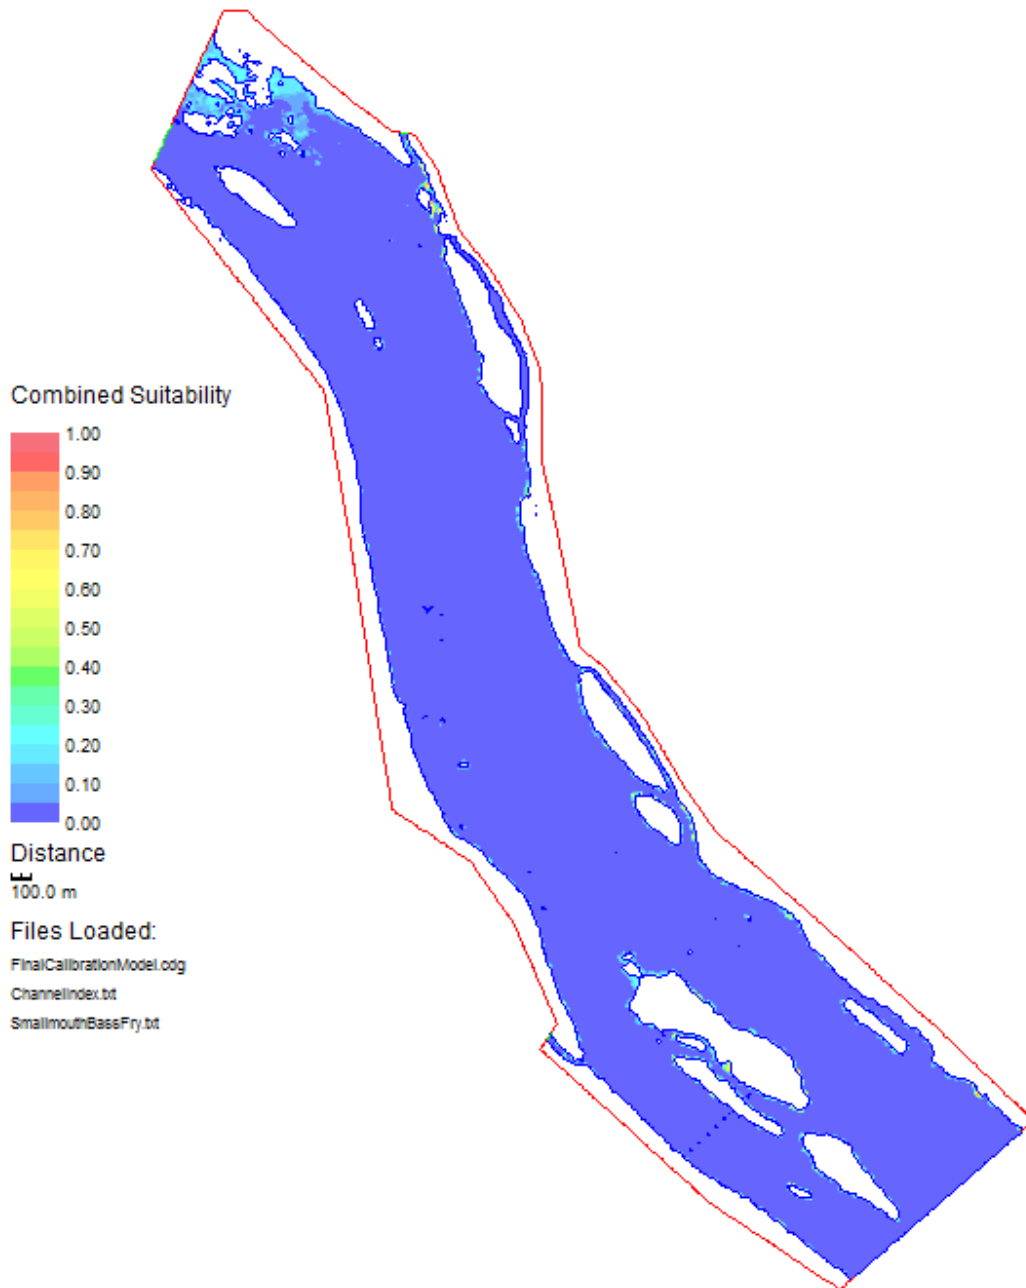 Combined Suitability
1.00
0.90
0.80
0.70
0.60
0.50
0.40
0.30
0.20
0.10
0.00
Distance
100.0 m
Files Loaded:
FinalCalibrationModel.cdg
ChannelIndex.txt
SmallmouthBassFry.txt